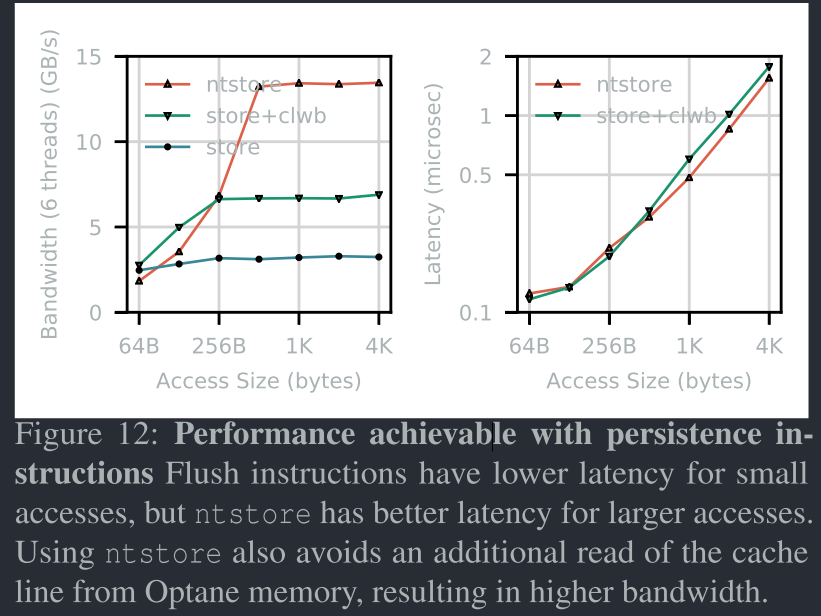 Bandwidth (6 threads) (GB/s)
15
10
5
0
ntstore
store+clwb
store
64B 256B 1K 4K
Access Size (bytes)
Latency (microsec)
2
1
0.5
0.1
ntstore
store+clwb
64B 256B 1K 4K
Access Size (bytes)
Figure 12: Performance achievable with persistence in-
structions Flush instructions have lower latency for small
accesses, but ntstore has better latency for larger accesses.
Using ntstore also avoids an additional read of the cache
line from Optane memory, resulting in higher bandwidth.